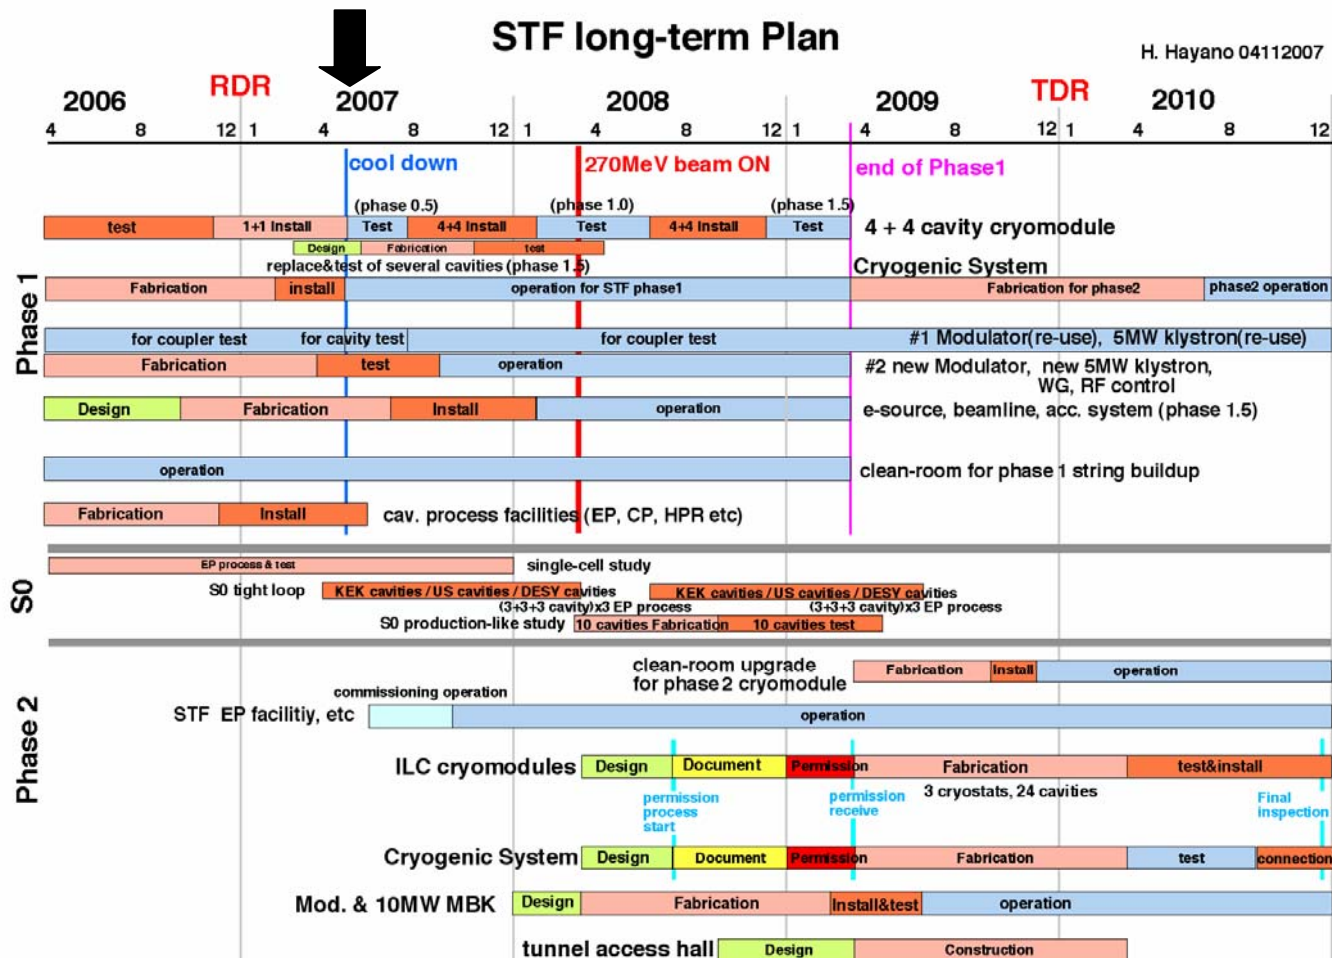 STF long-term Plan
H. Hayano 04112007
RDR
TDR
2006 2007 2008 2009 2010
4 8 12 1 4 8 12 1 4 8 12 1 4 8 12 1 4 8 12
cool down
270MeV beam ON
end of Phase1
(phase 0.5) (phase 1.0) (phase 1.5)
Phase 1
test 1+1 Install Test 4+4 Install Test 4+4 Install Test 4 + 4 cavity cryomodule
Design Fabrication test
replace&test of several cavities (phase 1.5)
Cryogenic System
Fabrication install operation for STF phase1 Fabrication for phase2 phase2 operation
for coupler test for cavity test for coupler test #1 Modulator(re-use), 5MW klystron(re-use)
Fabrication test operation #2 new Modulator, new 5MW klystron,
WG, RF control
Design Fabrication Install operation e-source, beamline, acc. system (phase 1.5)
operation clean-room for phase 1 string buildup
Fabrication Install cav. process facilities (EP, CP, HPR etc)
S0
EP process & test single-cell study
S0 tight loop KEK cavities / US cavities / DESY cavities KEK cavities / US cavities / DESY cavities
(3+3+3 cavity)x3 EP process (3+3+3 cavity)x3 EP process
S0 production-like study 10 cavities Fabrication 10 cavities test
Phase 2
clean-room upgrade
for phase2 cryomodule
Fabrication Install operation
commissioning operation
STF EP facilitiy, etc operation
ILC cryomodules Design Document Permission Fabrication test&install
3 cryostats, 24 cavities
permission
process
start
permission
receive
Final
inspection
Cryogenic System Design Document Permission Fabrication test connection
Mod. & 10MW MBK Design Fabrication Install&test operation
tunnel access hall Design Construction